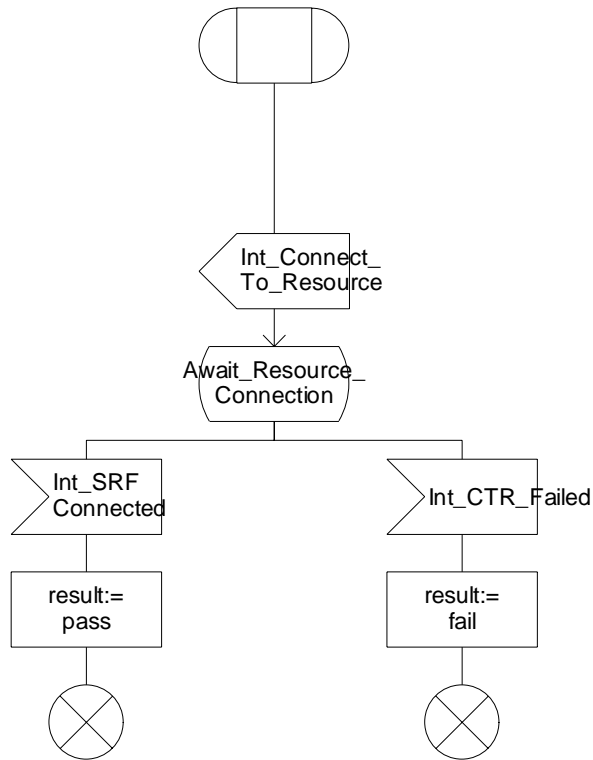 Int_Connect_
To_Resource
Await_Resource_
Connection
Int_SRF
Connected
Int_CTR_Failed
result:=
pass
result:=
fail